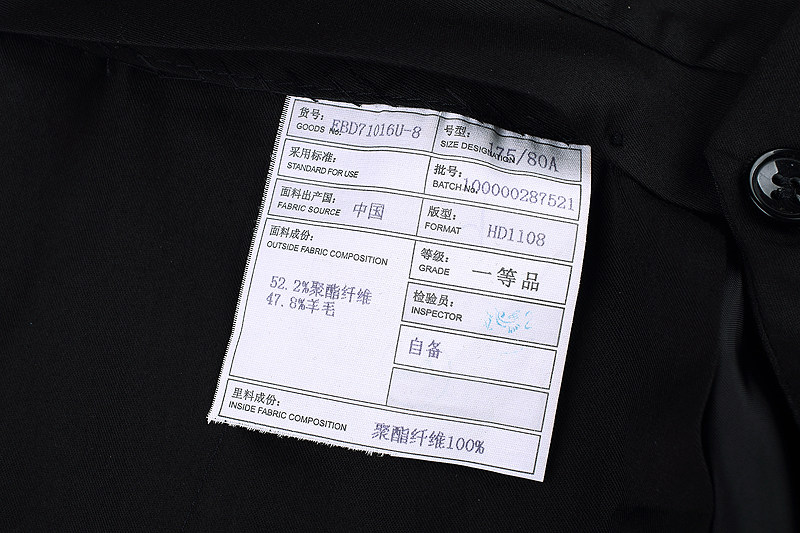 货号:
GOODS No. EBD71016U-8
号型:
SIZE DESIGNATION 175/80A
采用标准:
STANDARD FOR USE
批号:
BATCH No. 100000287521
面料出产国:
FABRIC SOURCE 中国
版型:
FORMAT HD1108
面料成份:
OUTSIDE FABRIC COMPOSITION
52.2%聚酯纤维
47.8%羊毛
等级:
GRADE 一等品
检验员:
INSPECTOR
自备
里料成份:
INSIDE FABRIC COMPOSITION 聚酯纤维100%